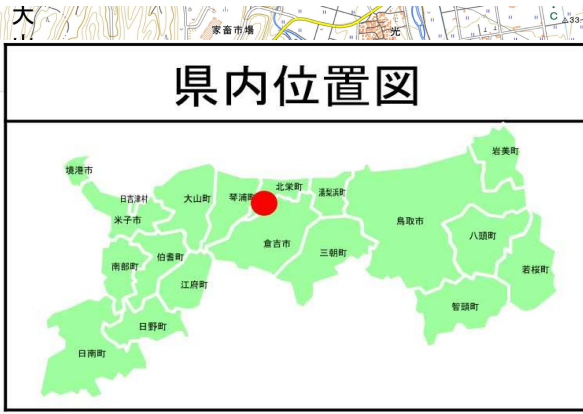 大
山
家畜市場
光
C
33
県内位置図
岩美町
境港市
日吉津村
大山町
琴浦町
北栄町
湯梨浜町
米子市
鳥取市
八頭町
倉吉市
三朝町
伯耆町
南部町
若桜町
江府町
智頭町
日野町
日南町